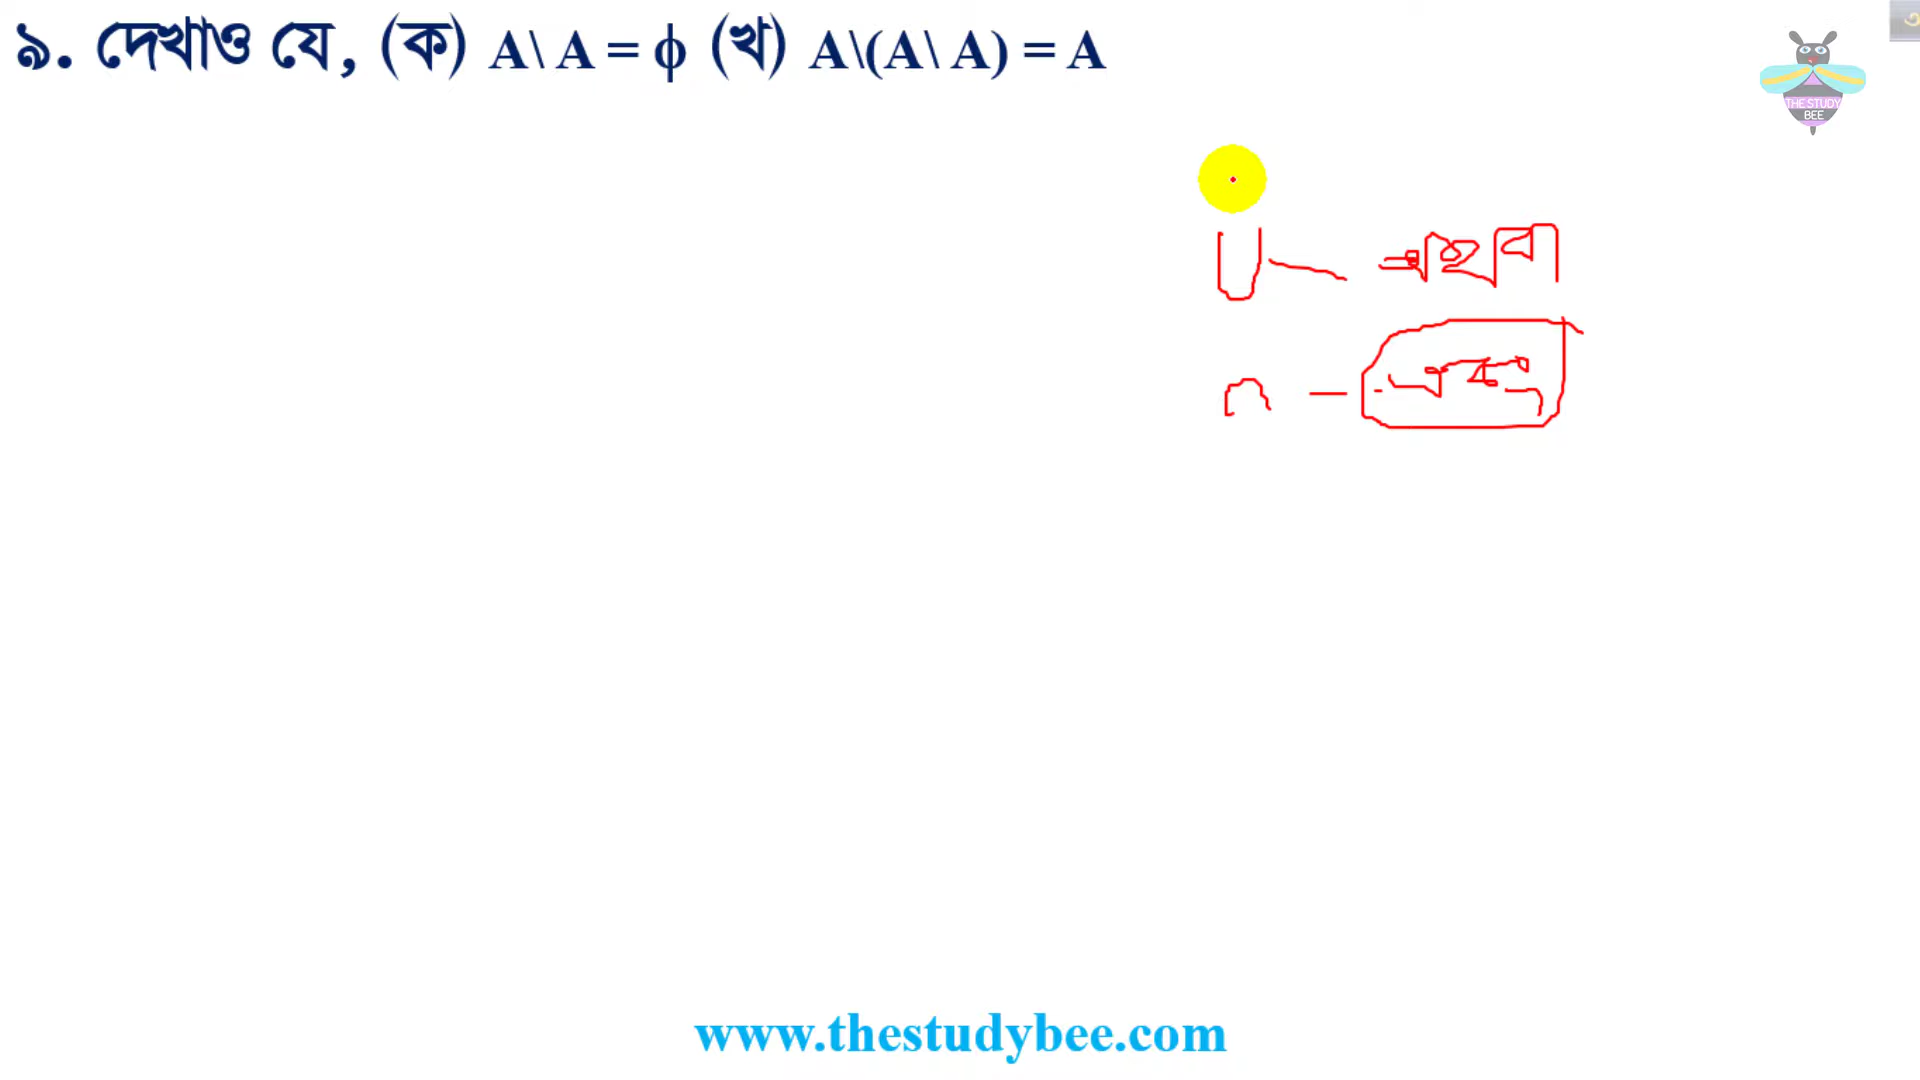 ৯. দেখাও যে, (ক) A\ A = ϕ (খ) A\(A\ A) = A
THE STUDY
BEE
U
∩ —
www.thestudybee.com